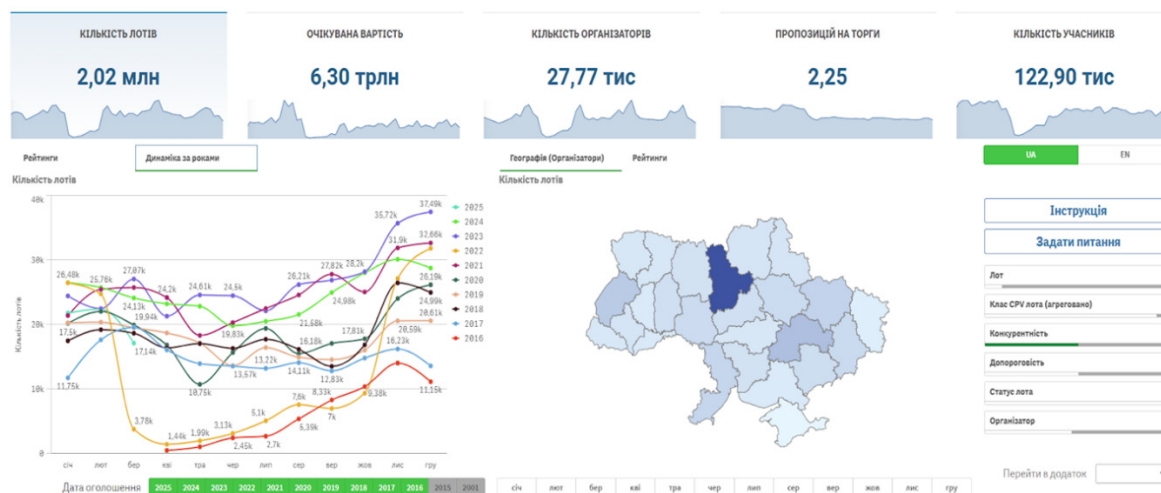 КІЛЬКІСТЬ ЛОТІВ
2,02 млн
ОЧІКУВАНА ВАРТІСТЬ
6,30 трлн
КІЛЬКІСТЬ ОРГАНІЗАТОРІВ
27,77 тис
ПРОПОЗИЦІЙ НА ТОРГИ
2,25
КІЛЬКІСТЬ УЧАСНИКІВ
122,90 тис
Рейтинги
Динаміка за роками
Географія (Організатори)
Рейтинги
UA
EN
Кількість лотів
40k
30k
20k
10k
0
Кількість лотів
26,48k
25,76k
27,07k
24,2k
24,61k
24,5k
26,21k
27,82k
28,2k
35,72k
37,49k
31,9k
32,66k
24,13k
19,94k
19,83k
21,58k
24,98k
26,19k
24,99k
17,5k
17,14k
16,18k
17,81k
20,59k
20,61k
11,75k
10,75k
13,57k
13,22k
14,11k
12,83k
16,23k
11,15k
3,78k
1,44k
1,99k
3,13k
5,1k
7,6k
8,33k
9,38k
2,45k
2,7k
5,39k
7k
січ лют бер кві тра чер лип сер вер жов лис гру
2025
2024
2023
2022
2021
2020
2019
2018
2017
2016
Дата оголошення
2025 2024 2023 2022 2021 2020 2019 2018 2017 2016 2015 2001
Кількість лотів
січ лют бер кві тра чер лип сер вер жов лис гру
Інструкція
Задати питання
Лот
Клас CPV лота (агреговано)
Конкурентність
Допороговість
Статус лота
Організатор
Перейти в додаток